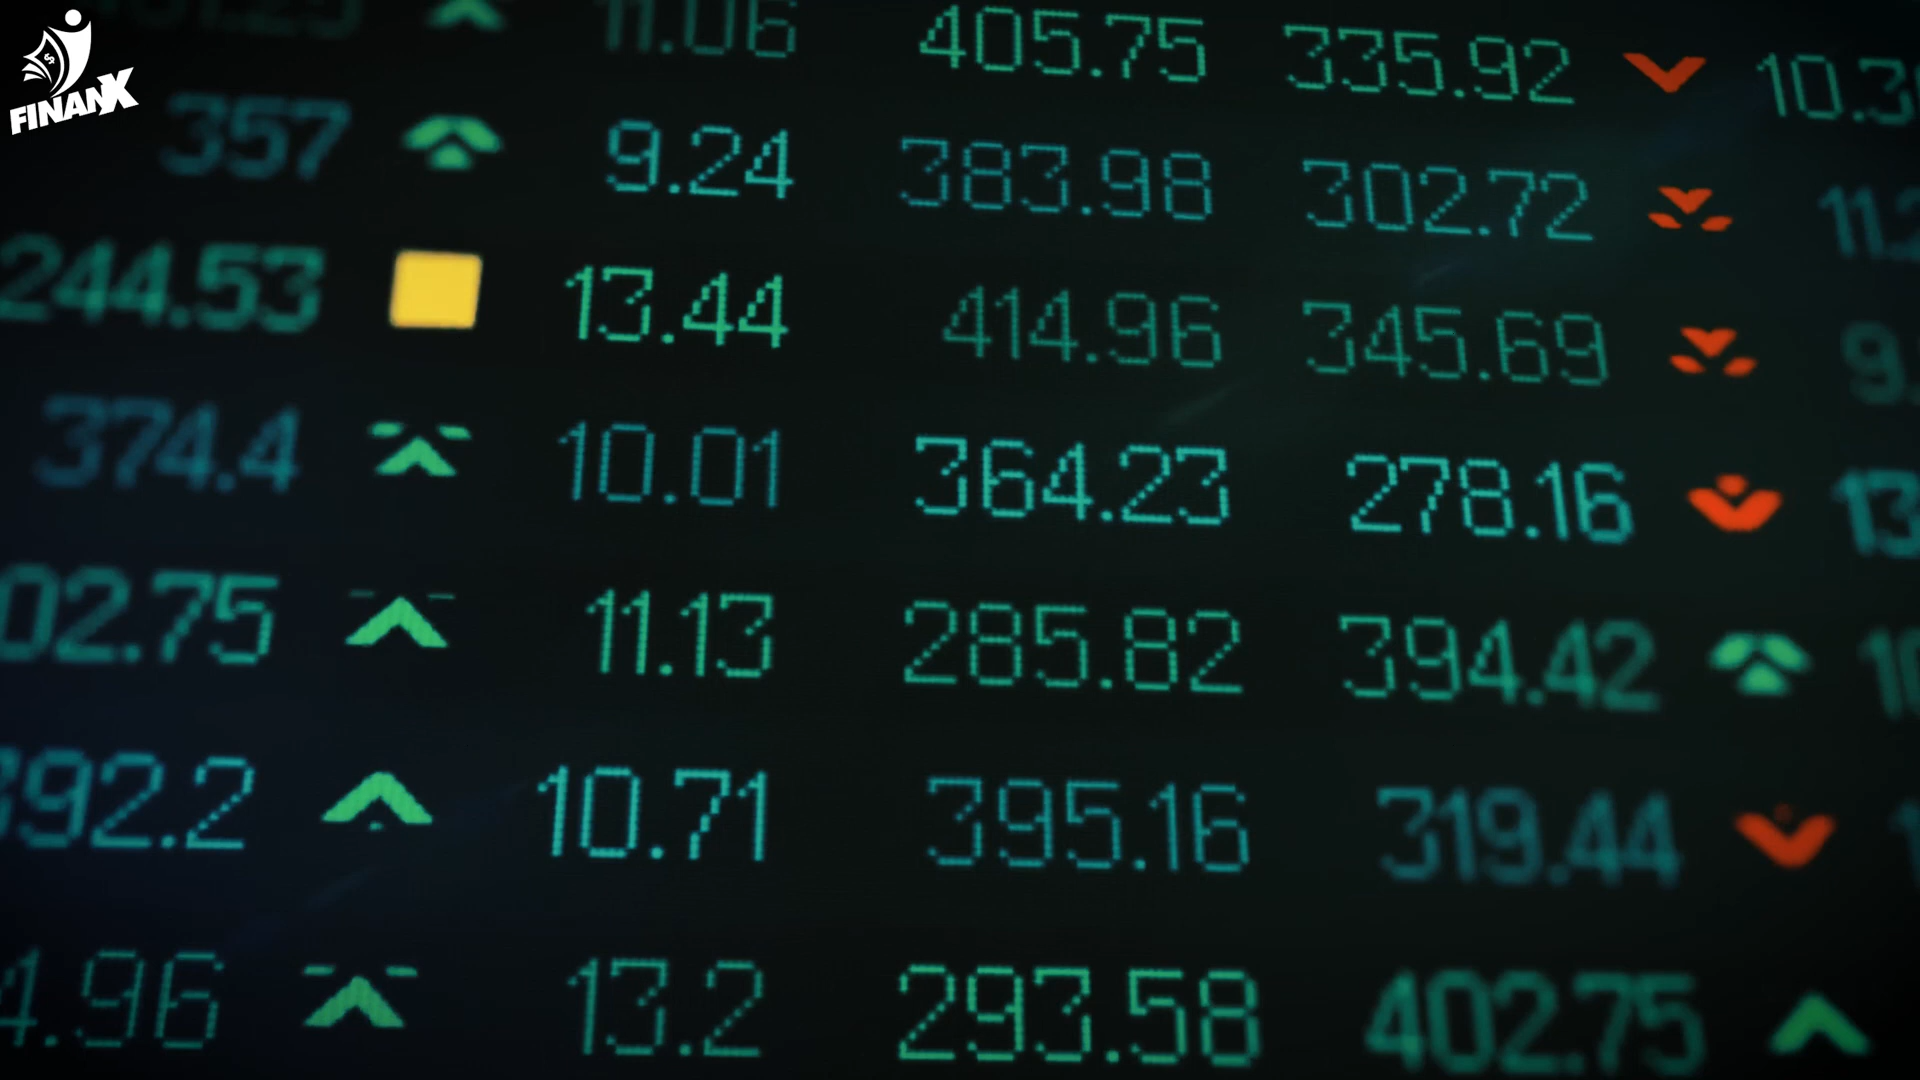 FINANX
11.06 405.75 335.92
357 9.24 383.98 302.72
244.53 13.44 414.96 345.69
374.4 10.01 364.23 278.16
02.75 11.13 285.82 394.42
392.2 10.71 395.16 319.44
4.96 13.2 293.58 402.75